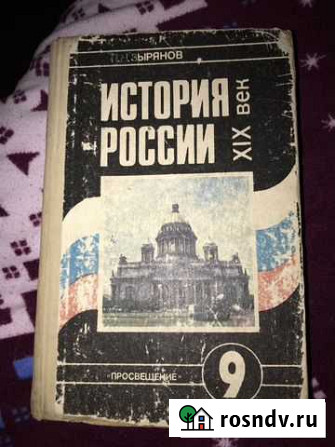 П.Н.ЗЫРЯНОВ
ИСТОРИЯ
РОССИИ
XIX век
«ПРОСВЕЩЕНИЕ»
9
rosndv.ru